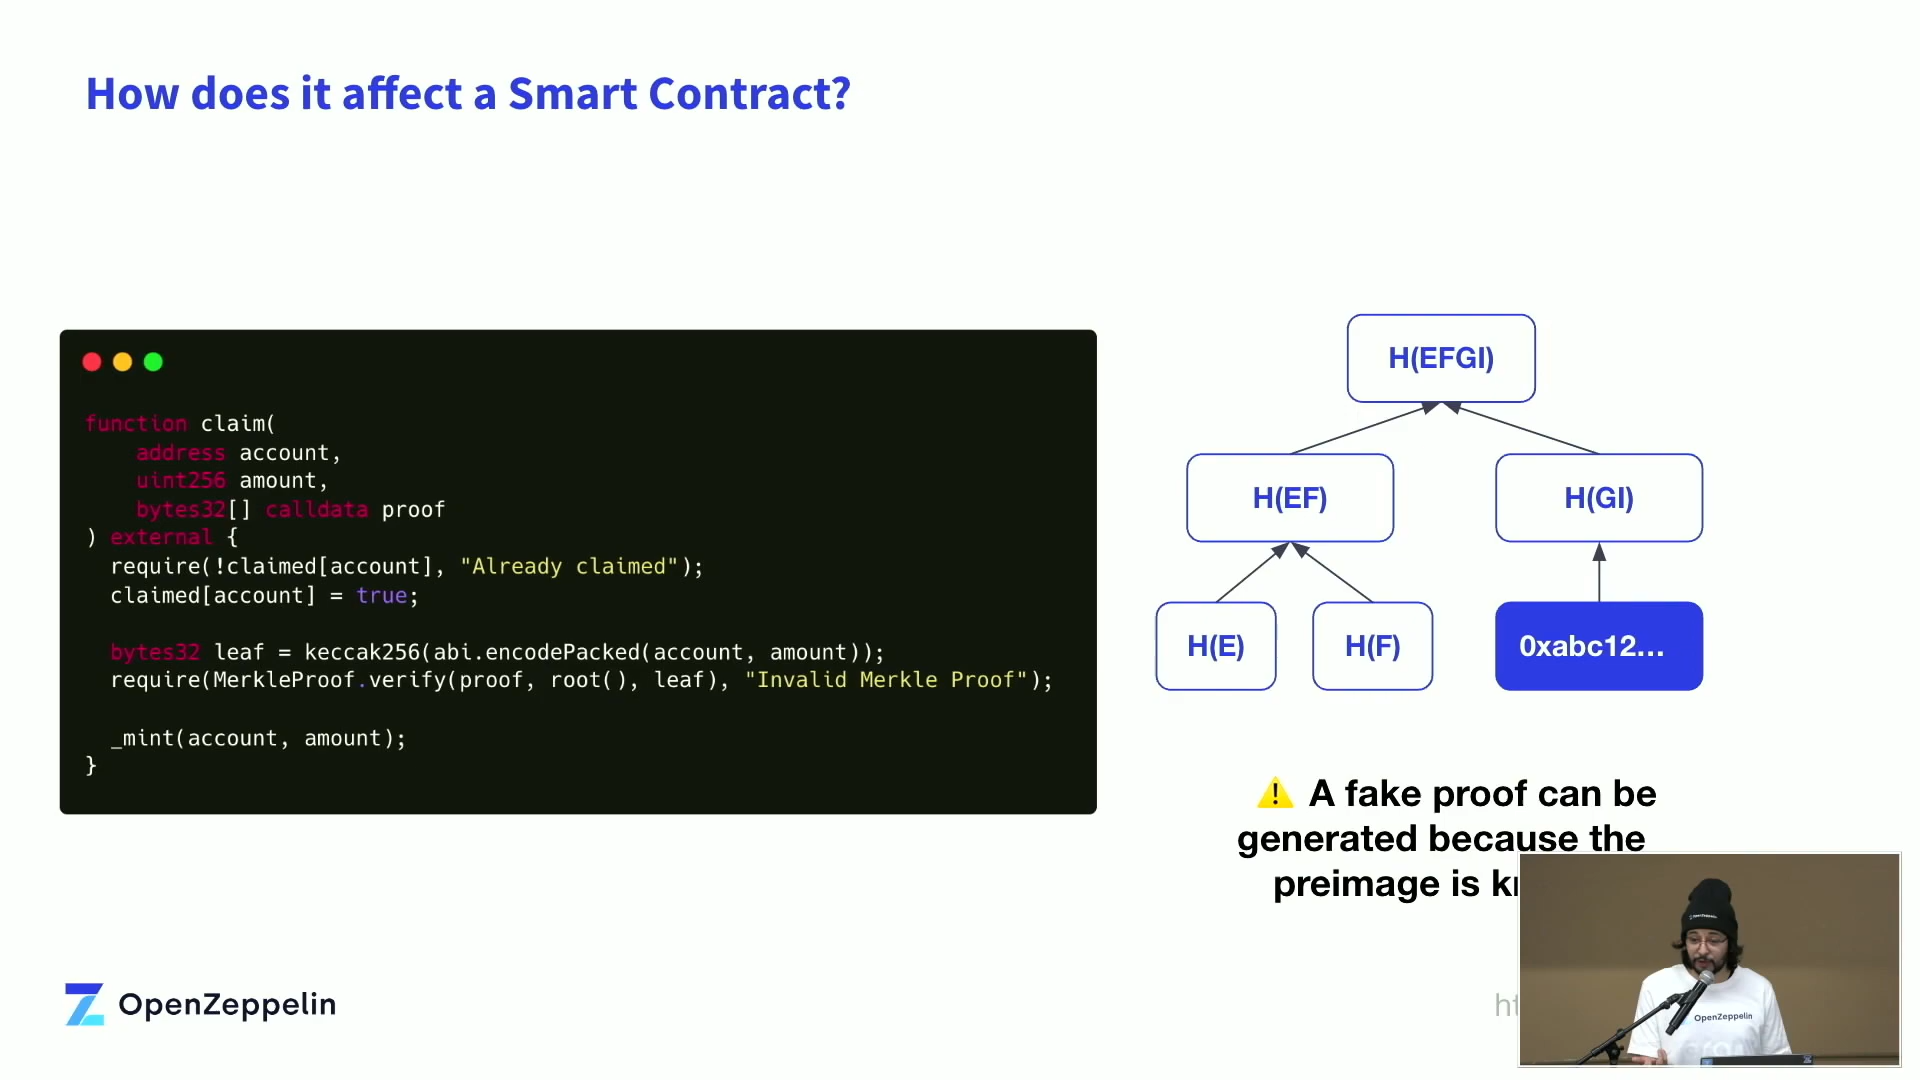 How does it affect a Smart Contract?
function claim(
address account,
uint256 amount,
bytes32[] calldata proof
) external {
require(!claimed[account], "Already claimed");
claimed[account] = true;
bytes32 leaf = keccak256(abi.encodePacked(account, amount));
require(MerkleProof.verify(proof, root(), leaf), "Invalid Merkle Proof");
_mint(account, amount);
}
H(EFGI)
H(EF)
H(GI)
H(E)
H(F)
0xabc12...
A fake proof can be
generated because the
preimage is
OpenZeppelin
OpenZeppelin
OpenZeppelin